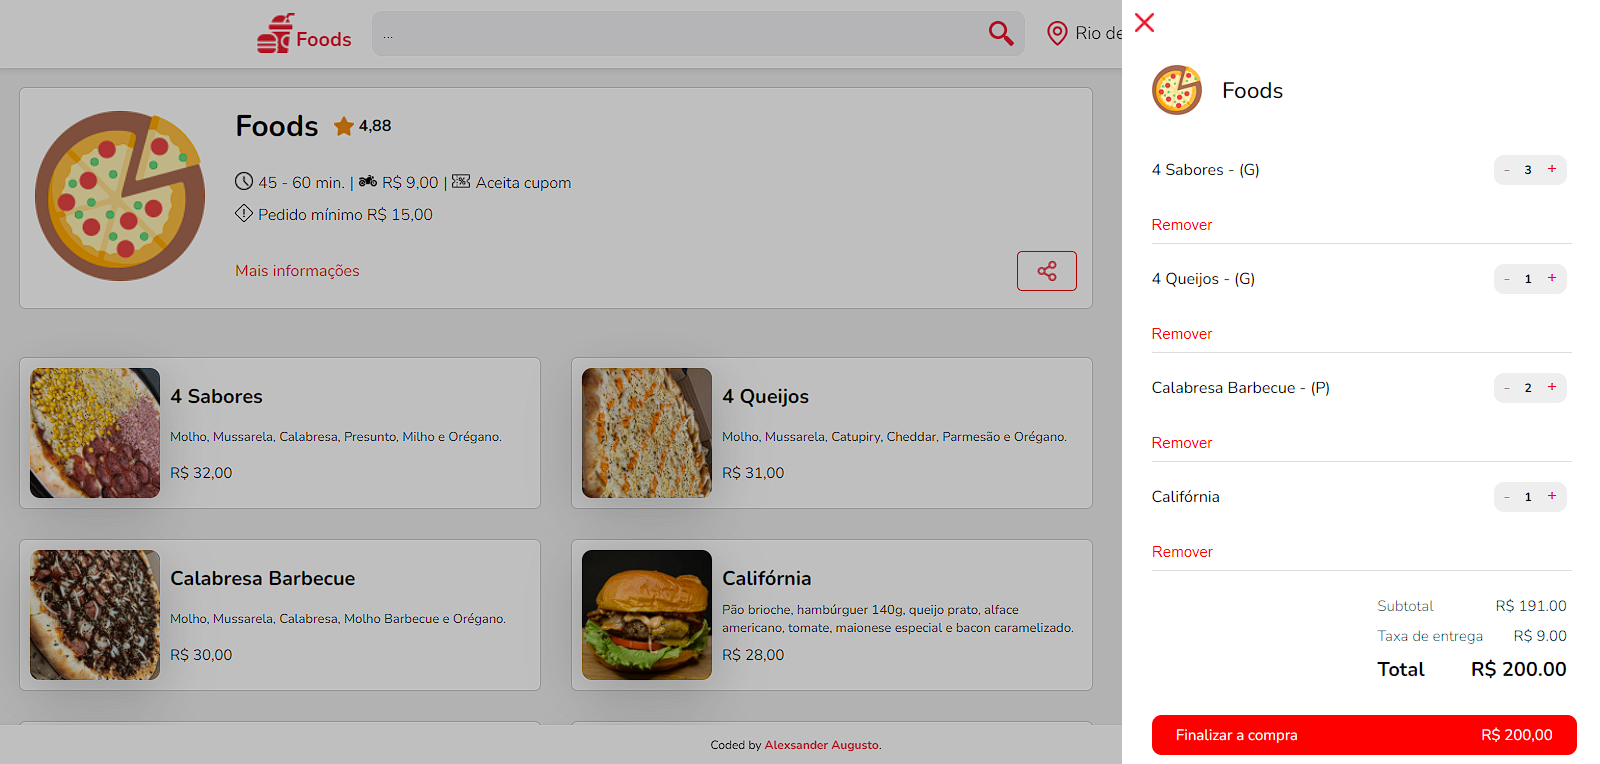 Foods
...
Rio de
Foods 4,88
45 - 60 min. | R$ 9,00 | Aceita cupom
Pedido mínimo R$ 15,00
Mais informações
4 Sabores
Molho, Mussarela, Calabresa, Presunto, Milho e Orégano.
R$ 32,00
4 Queijos
Molho, Mussarela, Catupiry, Cheddar, Parmesão e Orégano.
R$ 31,00
Calabresa Barbecue
Molho, Mussarela, Calabresa, Molho Barbecue e Orégano.
R$ 30,00
Califórnia
Pão brioche, hambúrguer 140g, queijo prato, alface
americano, tomate, maionese especial e bacon caramelizado.
R$ 28,00
Coded by Alexsander Augusto.
Foods
4 Sabores - (G) - 3 +
Remover
4 Queijos - (G) - 1 +
Remover
Calabresa Barbecue - (P) - 2 +
Remover
Califórnia - 1 +
Remover
Subtotal R$ 191.00
Taxa de entrega R$ 9.00
Total R$ 200.00
Finalizar a compra R$ 200,00